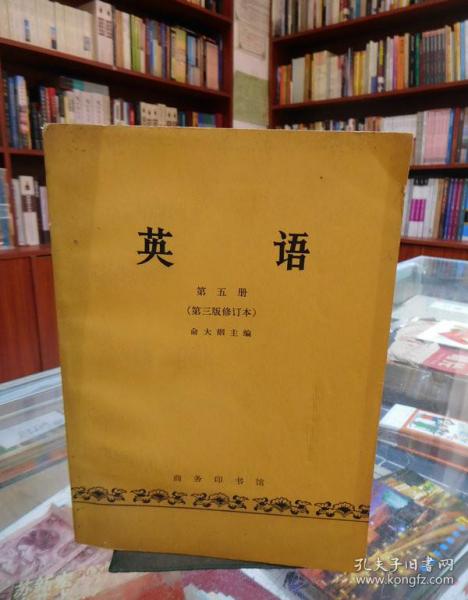 英 语
第五册
(第三版修订本)
俞大絪主编
商务印书馆
孔夫子旧书网
www.kongfz.com